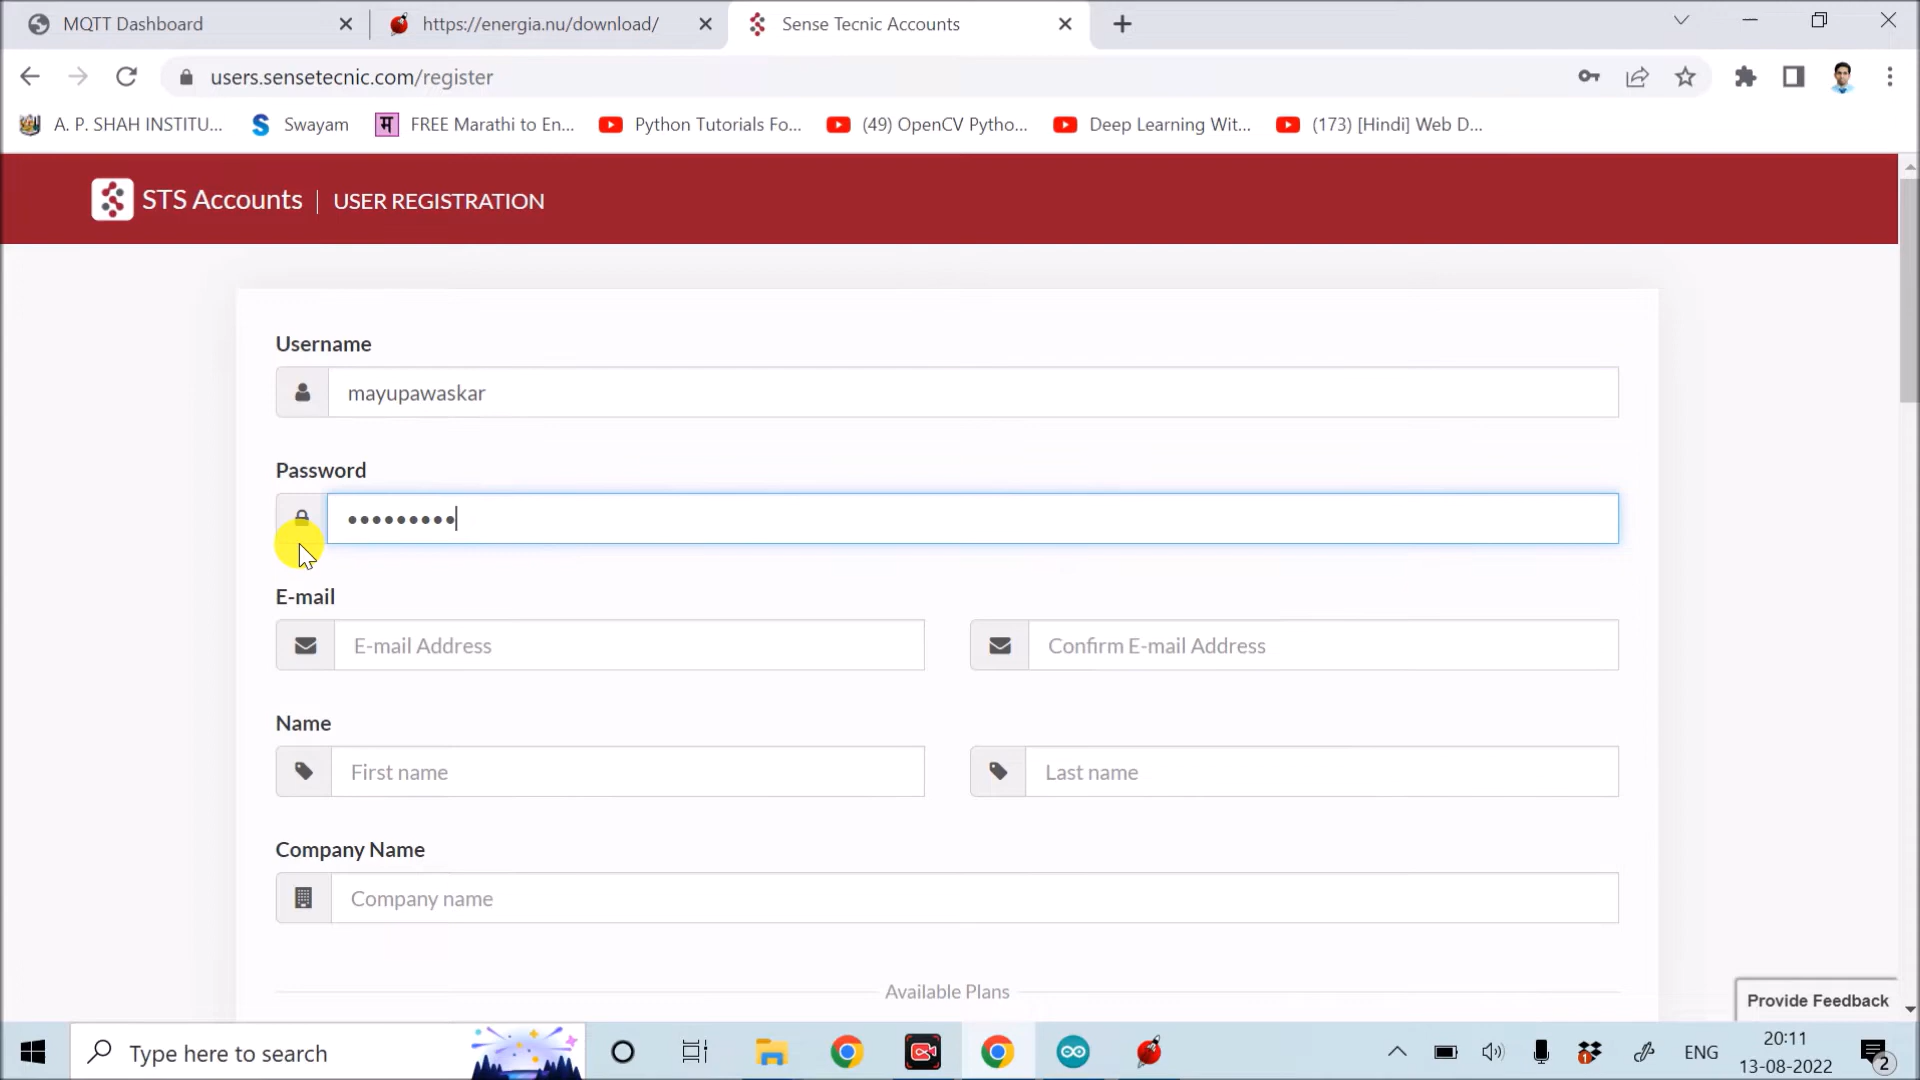 MQTT Dashboard
https://energia.nu/download/
Sense Tecnic Accounts
users.sensetecnic.com/register
A. P. SHAH INSTITU...
Swayam
म
FREE Marathi to En...
Python Tutorials Fo...
(49) OpenCV Pytho...
Deep Learning Wit...
(173) [Hindi] Web D...
STS Accounts | USER REGISTRATION
Username
mayupawaskar
Password
•••••••••
E-mail
E-mail Address
Confirm E-mail Address
Name
First name
Last name
Company Name
Company name
Available Plans
Provide Feedback
Type here to search
1
ENG
20:11
13-08-2022
2